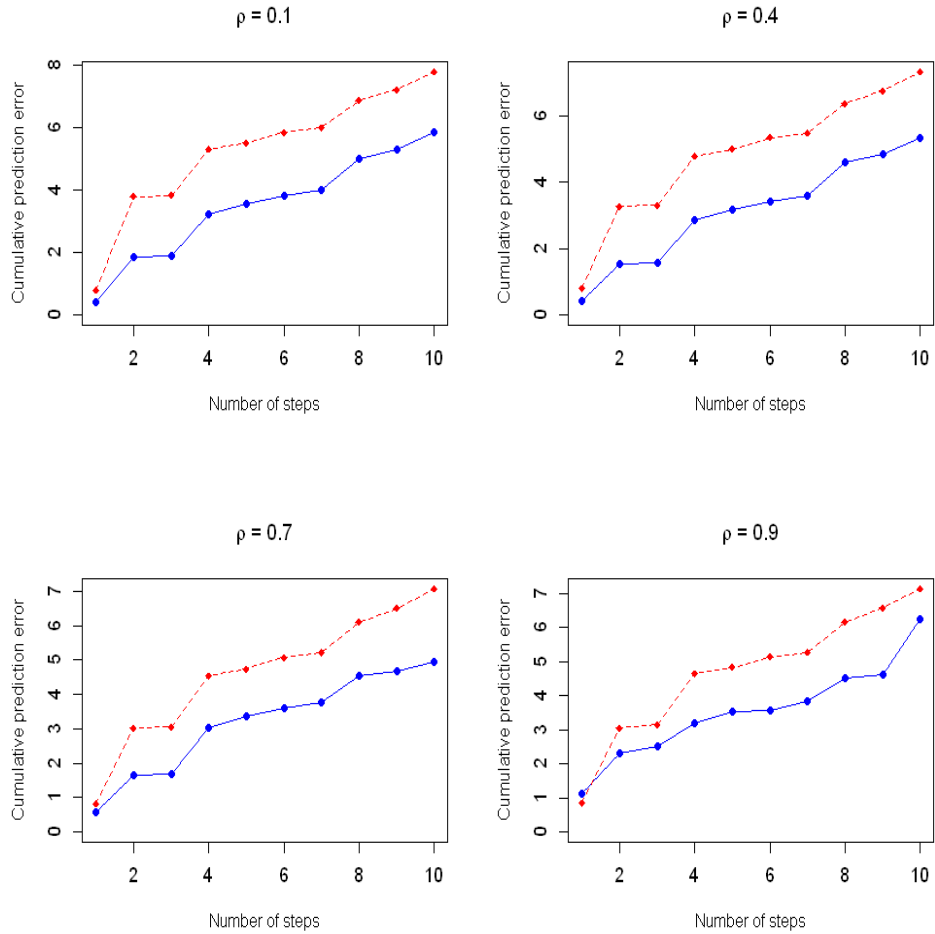 ρ = 0.1
Cumulative prediction error
8
6
4
2
0
2 4 6 8 10
Number of steps
ρ = 0.4
Cumulative prediction error
6
4
2
0
2 4 6 8 10
Number of steps
ρ = 0.7
Cumulative prediction error
7
6
5
4
3
2
1
0
2 4 6 8 10
Number of steps
ρ = 0.9
Cumulative prediction error
7
6
5
4
3
2
1
0
2 4 6 8 10
Number of steps